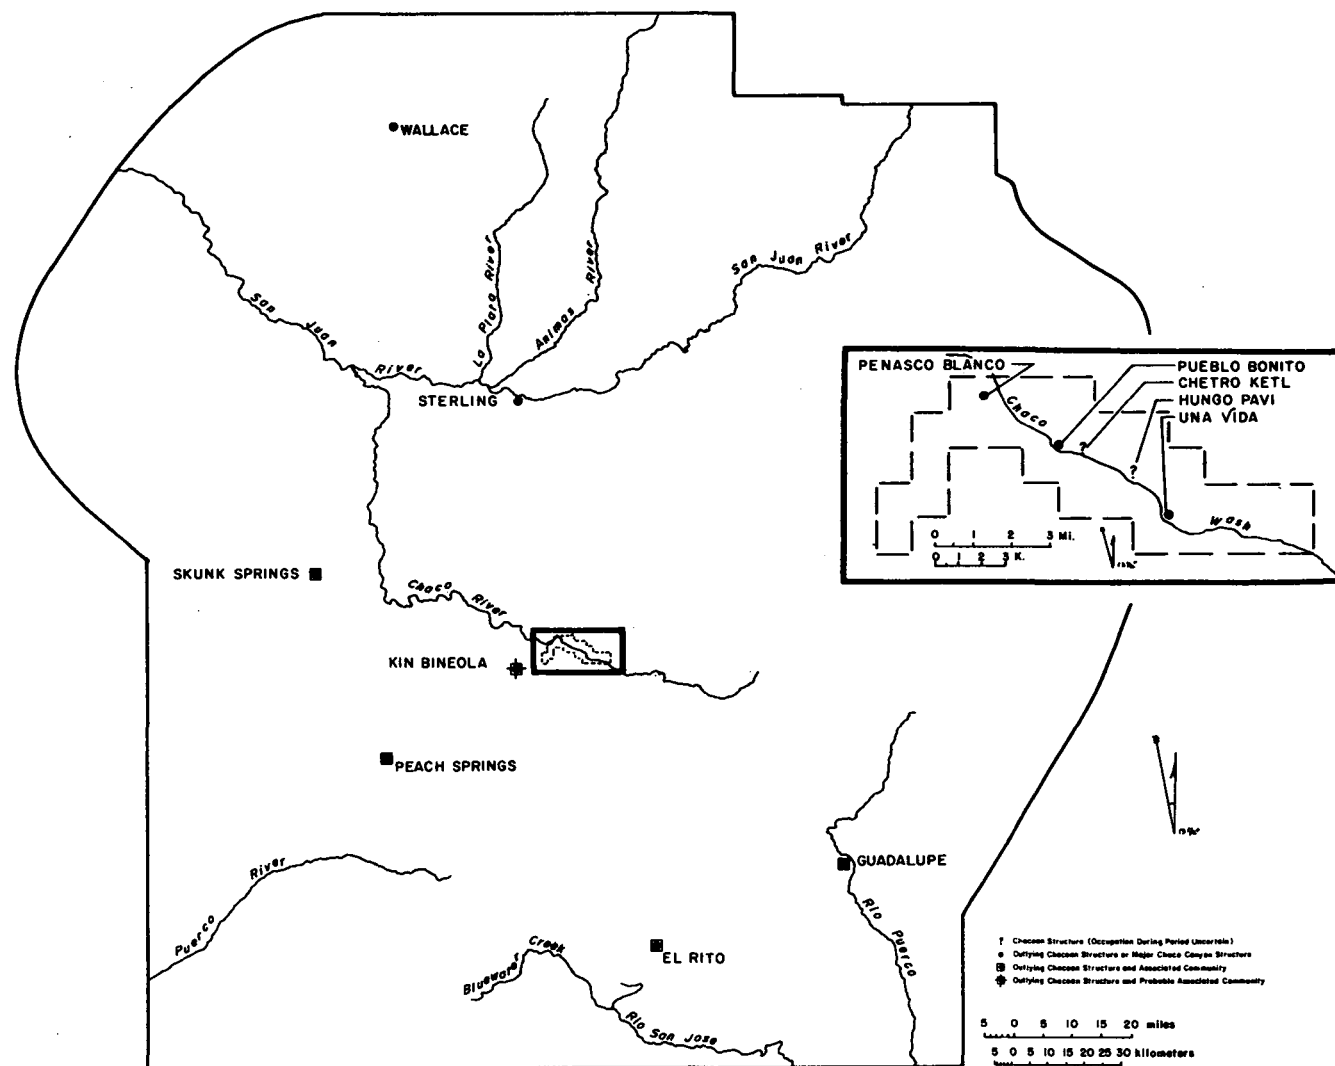 WALLACE
San Juan River
La Plata River
Animas River
San Juan River
STERLING
PENASCO BLANCO
PUEBLO BONITO
CHETRO KETL
HUNGO PAVI
UNA VIDA
Chaco
?
?
Wash
0 1 2 3 Mi.
0 1 2 3 K.
SKUNK SPRINGS
Chaco River
KIN BINEOLA
PEACH SPRINGS
GUADALUPE
Puerco River
Rio Puerco
EL RITO
Bluewater Creek
Rio San Jose
? Chacoan Structure (Occupation During Period Uncertain)
Outlying Chacoan Structure or Major Chaco Canyon Structure
Outlying Chacoan Structure and Associated Community
Outlying Chacoan Structure and Probable Associated Community
5 0 5 10 15 20 miles
5 0 5 10 15 20 25 30 kilometers